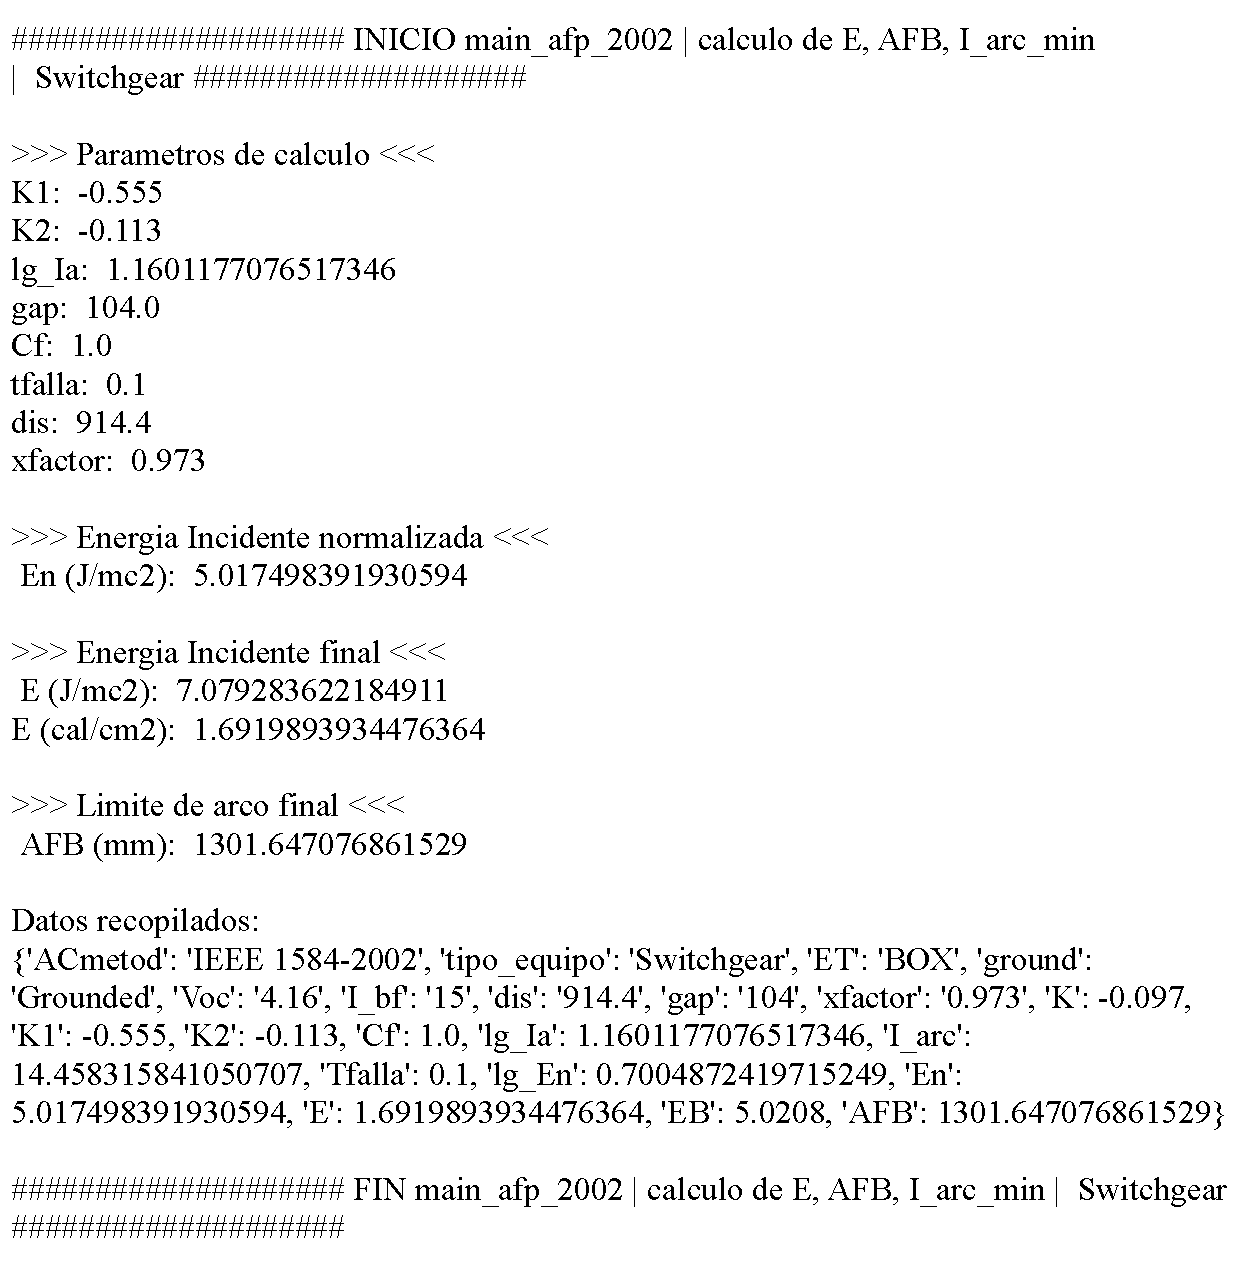 #################### INICIO main_afp_2002 | calculo de E, AFB, I_arc_min
| Switchgear ####################
>>> Parametros de calculo <<<
K1: -0.555
K2: -0.113
lg_Ia: 1.1601177076517346
gap: 104.0
Cf: 1.0
tfalla: 0.1
dis: 914.4
xfactor: 0.973
>>> Energia Incidente normalizada <<<
En (J/mc2): 5.017498391930594
>>> Energia Incidente final <<<
E (J/mc2): 7.079283622184911
E (cal/cm2): 1.6919893934476364
>>> Limite de arco final <<<
AFB (mm): 1301.647076861529
Datos recopilados:
{'ACmetod': 'IEEE 1584-2002', 'tipo_equipo': 'Switchgear', 'ET': 'BOX', 'ground':
'Grounded', 'Voc': '4.16', 'I_bf': '15', 'dis': '914.4', 'gap': '104', 'xfactor': '0.973', 'K': -0.097,
'K1': -0.555, 'K2': -0.113, 'Cf': 1.0, 'lg_Ia': 1.1601177076517346, 'I_arc':
14.458315841050707, 'Tfalla': 0.1, 'lg_En': 0.7004872419715249, 'En':
5.017498391930594, 'E': 1.6919893934476364, 'EB': 5.0208, 'AFB': 1301.647076861529}
#################### FIN main_afp_2002 | calculo de E, AFB, I_arc_min | Switchgear
####################